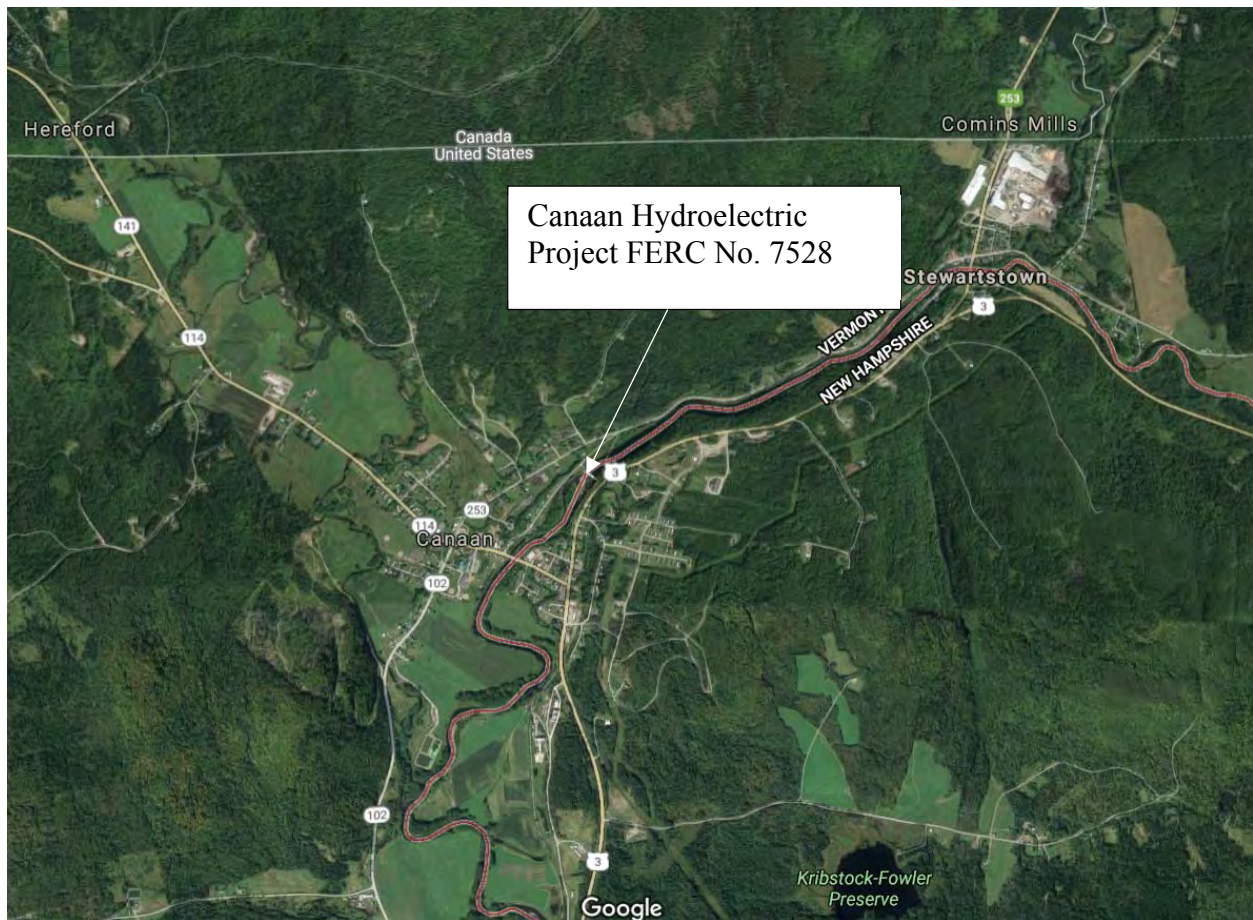 253
Hereford
Comins Mills
Canada
United States
Canaan Hydroelectric
Project FERC No. 7528
141
Stewartstown
3
VERMONT
NEW HAMPSHIRE
114
3
253
114
Canaan
102
102
3
Kribstock-Fowler
Preserve
Google